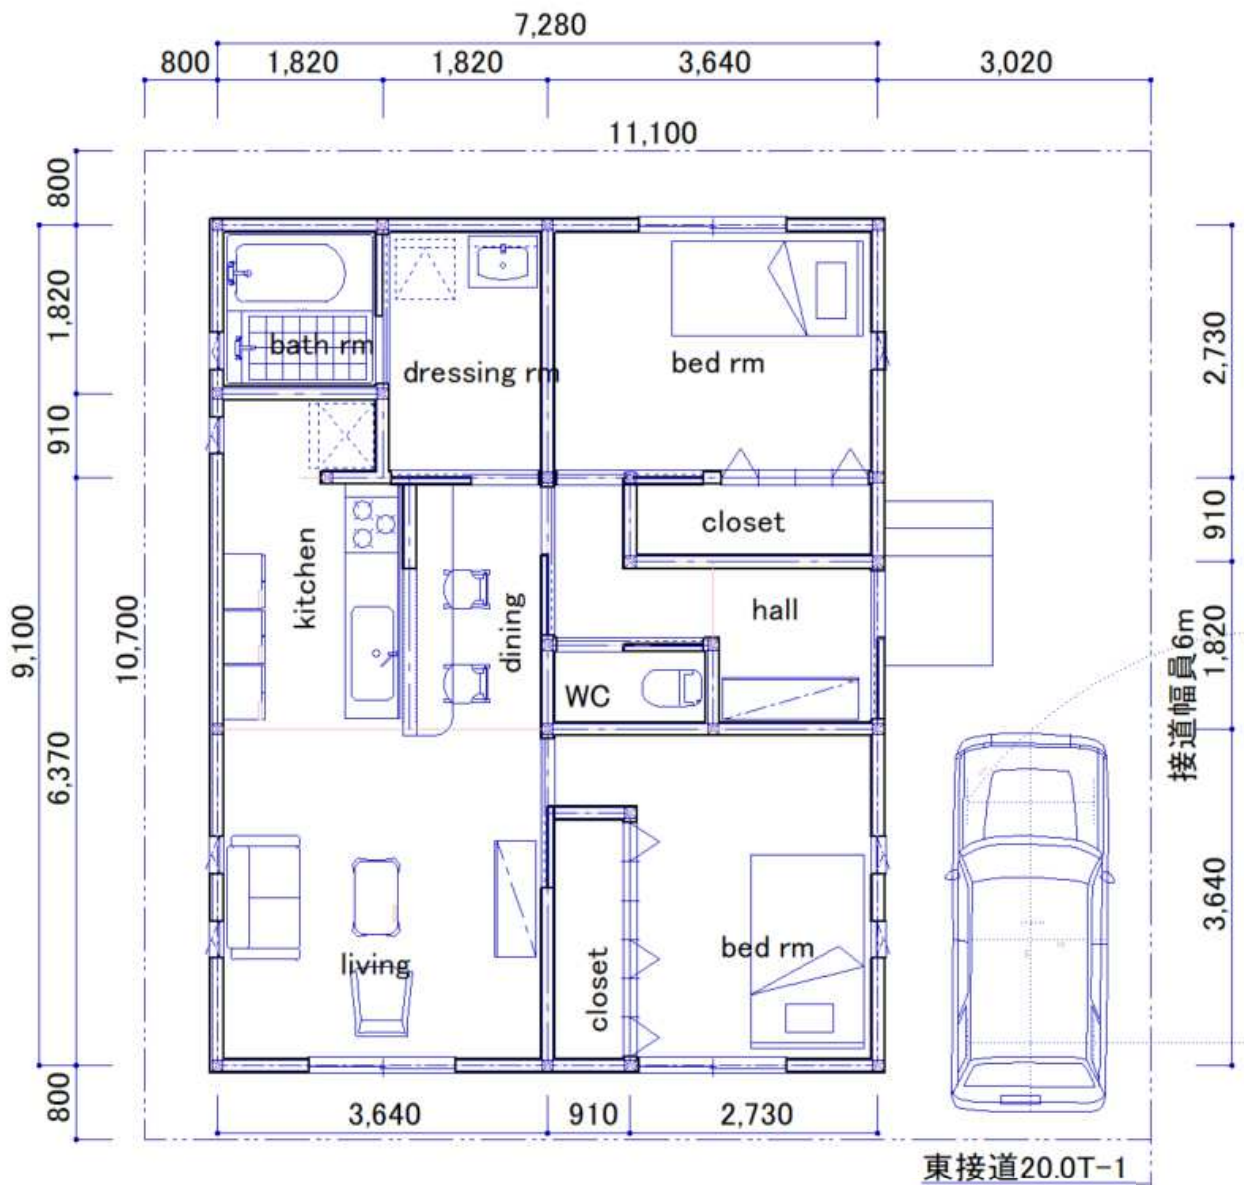 7,280
800
1,820
1,820
3,640
3,020
11,100
800
1,820
910
6,370
800
9,100
10,700
2,730
910
1,820
3,640
接道幅員6m
bath rm
dressing rm
bed rm
closet
kitchen
dining
hall
WC
living
closet
bed rm
3,640
910
2,730
東接道20.0T-1